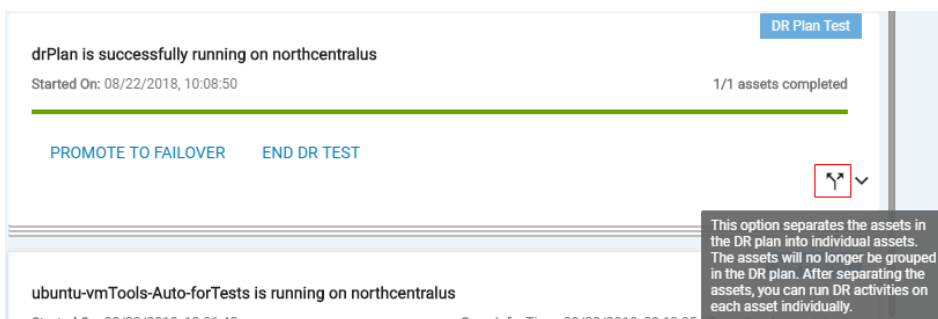 DR Plan Test
drPlan is successfully running on northcentralus
Started On: 08/22/2018, 10:08:50
1/1 assets completed
PROMOTE TO FAILOVER
END DR TEST
This option separates the assets in
the DR plan into individual assets.
The assets will no longer be grouped
in the DR plan. After separating the
assets, you can run DR activities on
each asset individually.
ubuntu-vmTools-Auto-forTests is running on northcentralus